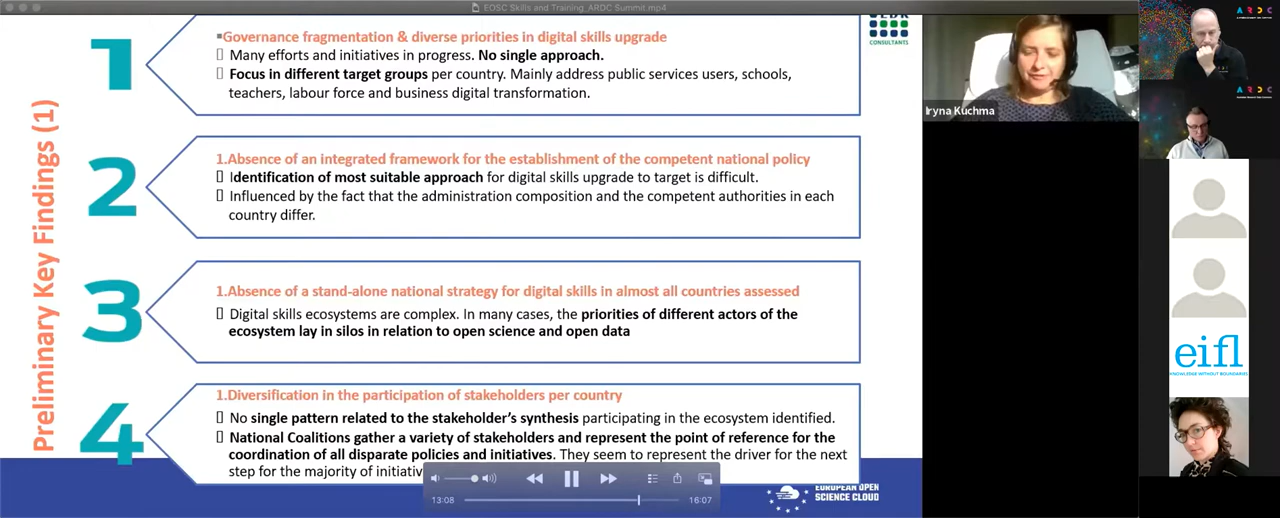 EOSC Skills and Training_ARDC Summit.mp4
Preliminary Key Findings (1)
1
▪Governance fragmentation & diverse priorities in digital skills upgrade
Many efforts and initiatives in progress. No single approach.
Focus in different target groups per country. Mainly address public services users, schools,
teachers, labour force and business digital transformation.
2
1.Absence of an integrated framework for the establishment of the competent national policy
Identification of most suitable approach for digital skills upgrade to target is difficult.
Influenced by the fact that the administration composition and the competent authorities in each
country differ.
3
1.Absence of a stand-alone national strategy for digital skills in almost all countries assessed
Digital skills ecosystems are complex. In many cases, the priorities of different actors of the
ecosystem lay in silos in relation to open science and open data
4
1.Diversification in the participation of stakeholders per country
No single pattern related to the stakeholder's synthesis participating in the ecosystem identified.
National Coalitions gather a variety of stakeholders and represent the point of reference for the
coordination of all disparate policies and initiatives. They seem to represent the driver for the next
step for the majority of
CONSULTANTS
13:08
16:07
EUROPEAN OPEN
SCIENCE CLOUD
Iryna Kuchma
ARDC
ARDC
eifl
KNOWLEDGE WITHOUT BOUNDARIES